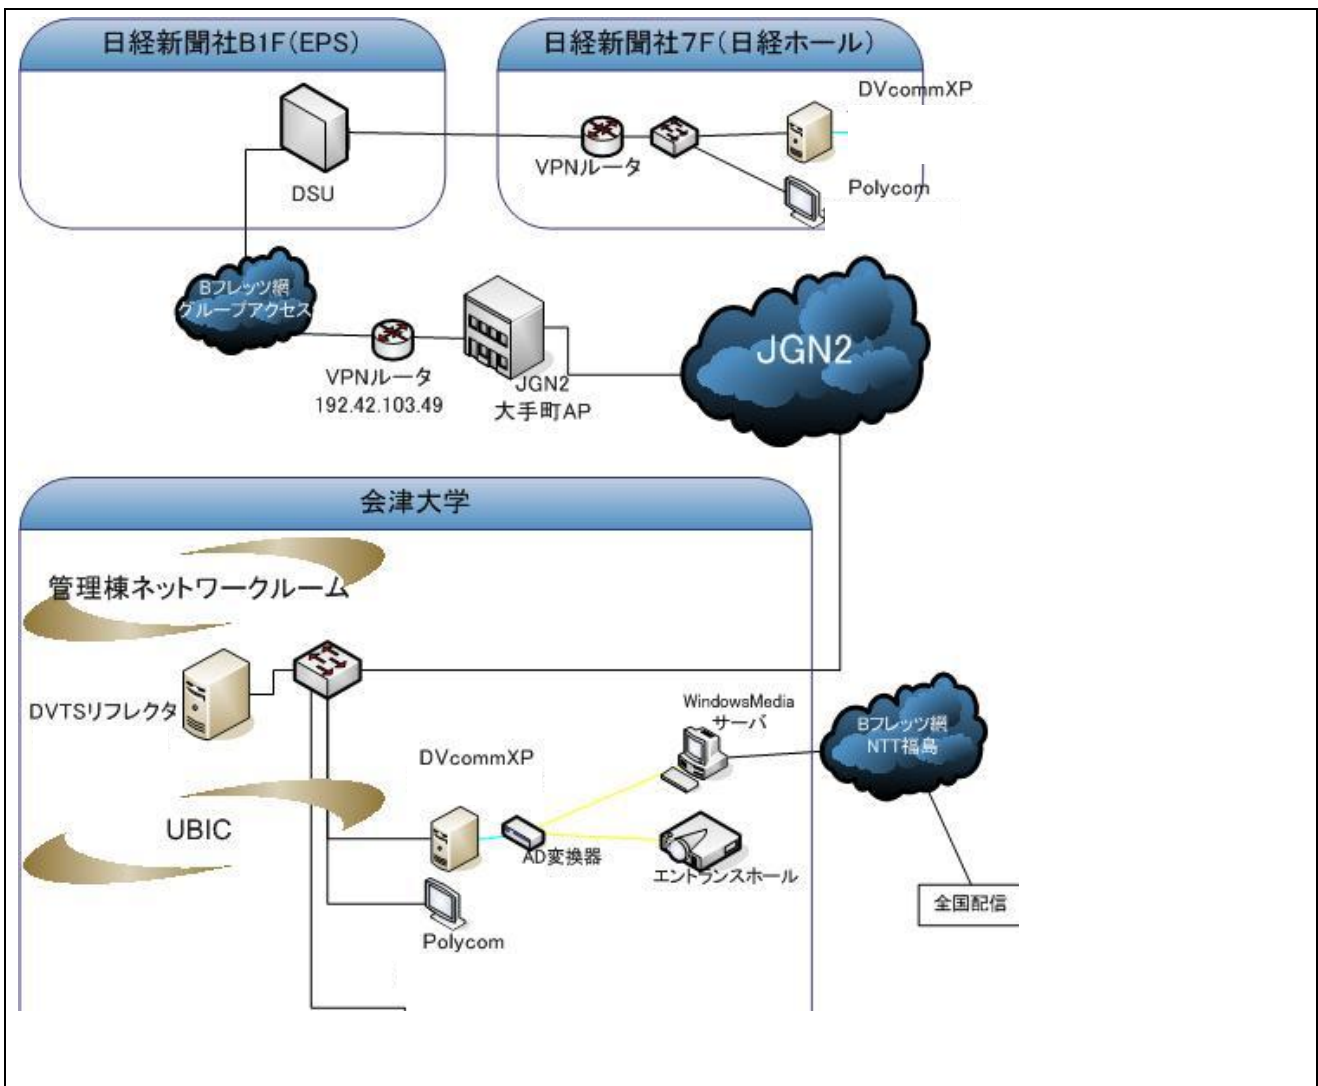 日経新聞社B1F(EPS)
日経新聞社7F(日経ホール)
DVcommXP
VPNルータ
DSU
Polycom
Bフレッツ網
グループアクセス
JGN2
VPNルータ
192.42.103.49
JGN2
大手町AP
会津大学
管理棟ネットワークルーム
DVTSリフレクタ
WindowsMedia
サーバ
Bフレッツ網
NTT福島
DVcommXP
UBIC
AD変換器
エントランスホール
全国配信
Polycom